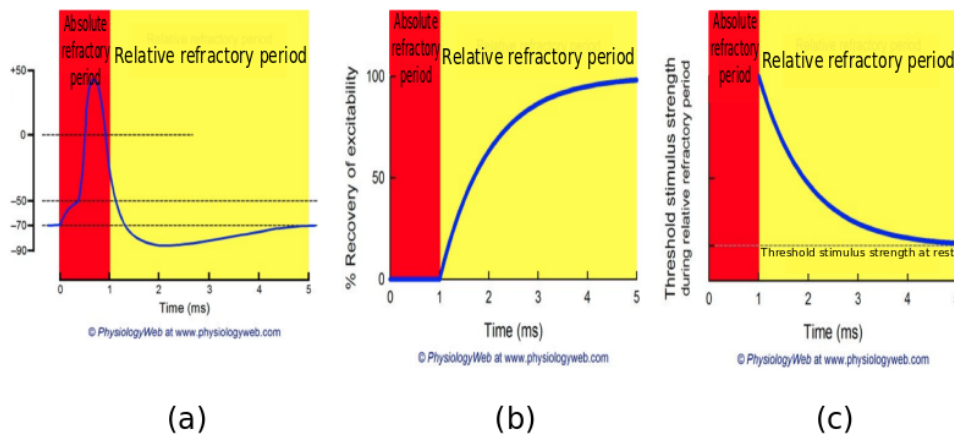 Absolute
refractory
period
Relative refractory period
+50
0
−50
−70
−90
0
1
2
3
4
5
Time (ms)
© PhysiologyWeb at www.physiologyweb.com
(a)
Absolute
refractory
period
Relative refractory period
% Recovery of excitability
100
50
0
0
1
2
3
4
5
Time (ms)
© PhysiologyWeb at www.physiologyweb.com
(b)
Absolute
refractory
period
Relative refractory period
Threshold stimulus strength
during relative refractory period
Threshold stimulus strength at rest
0
1
2
3
4
Time (ms)
© PhysiologyWeb at www.physiologyweb.com
(c)